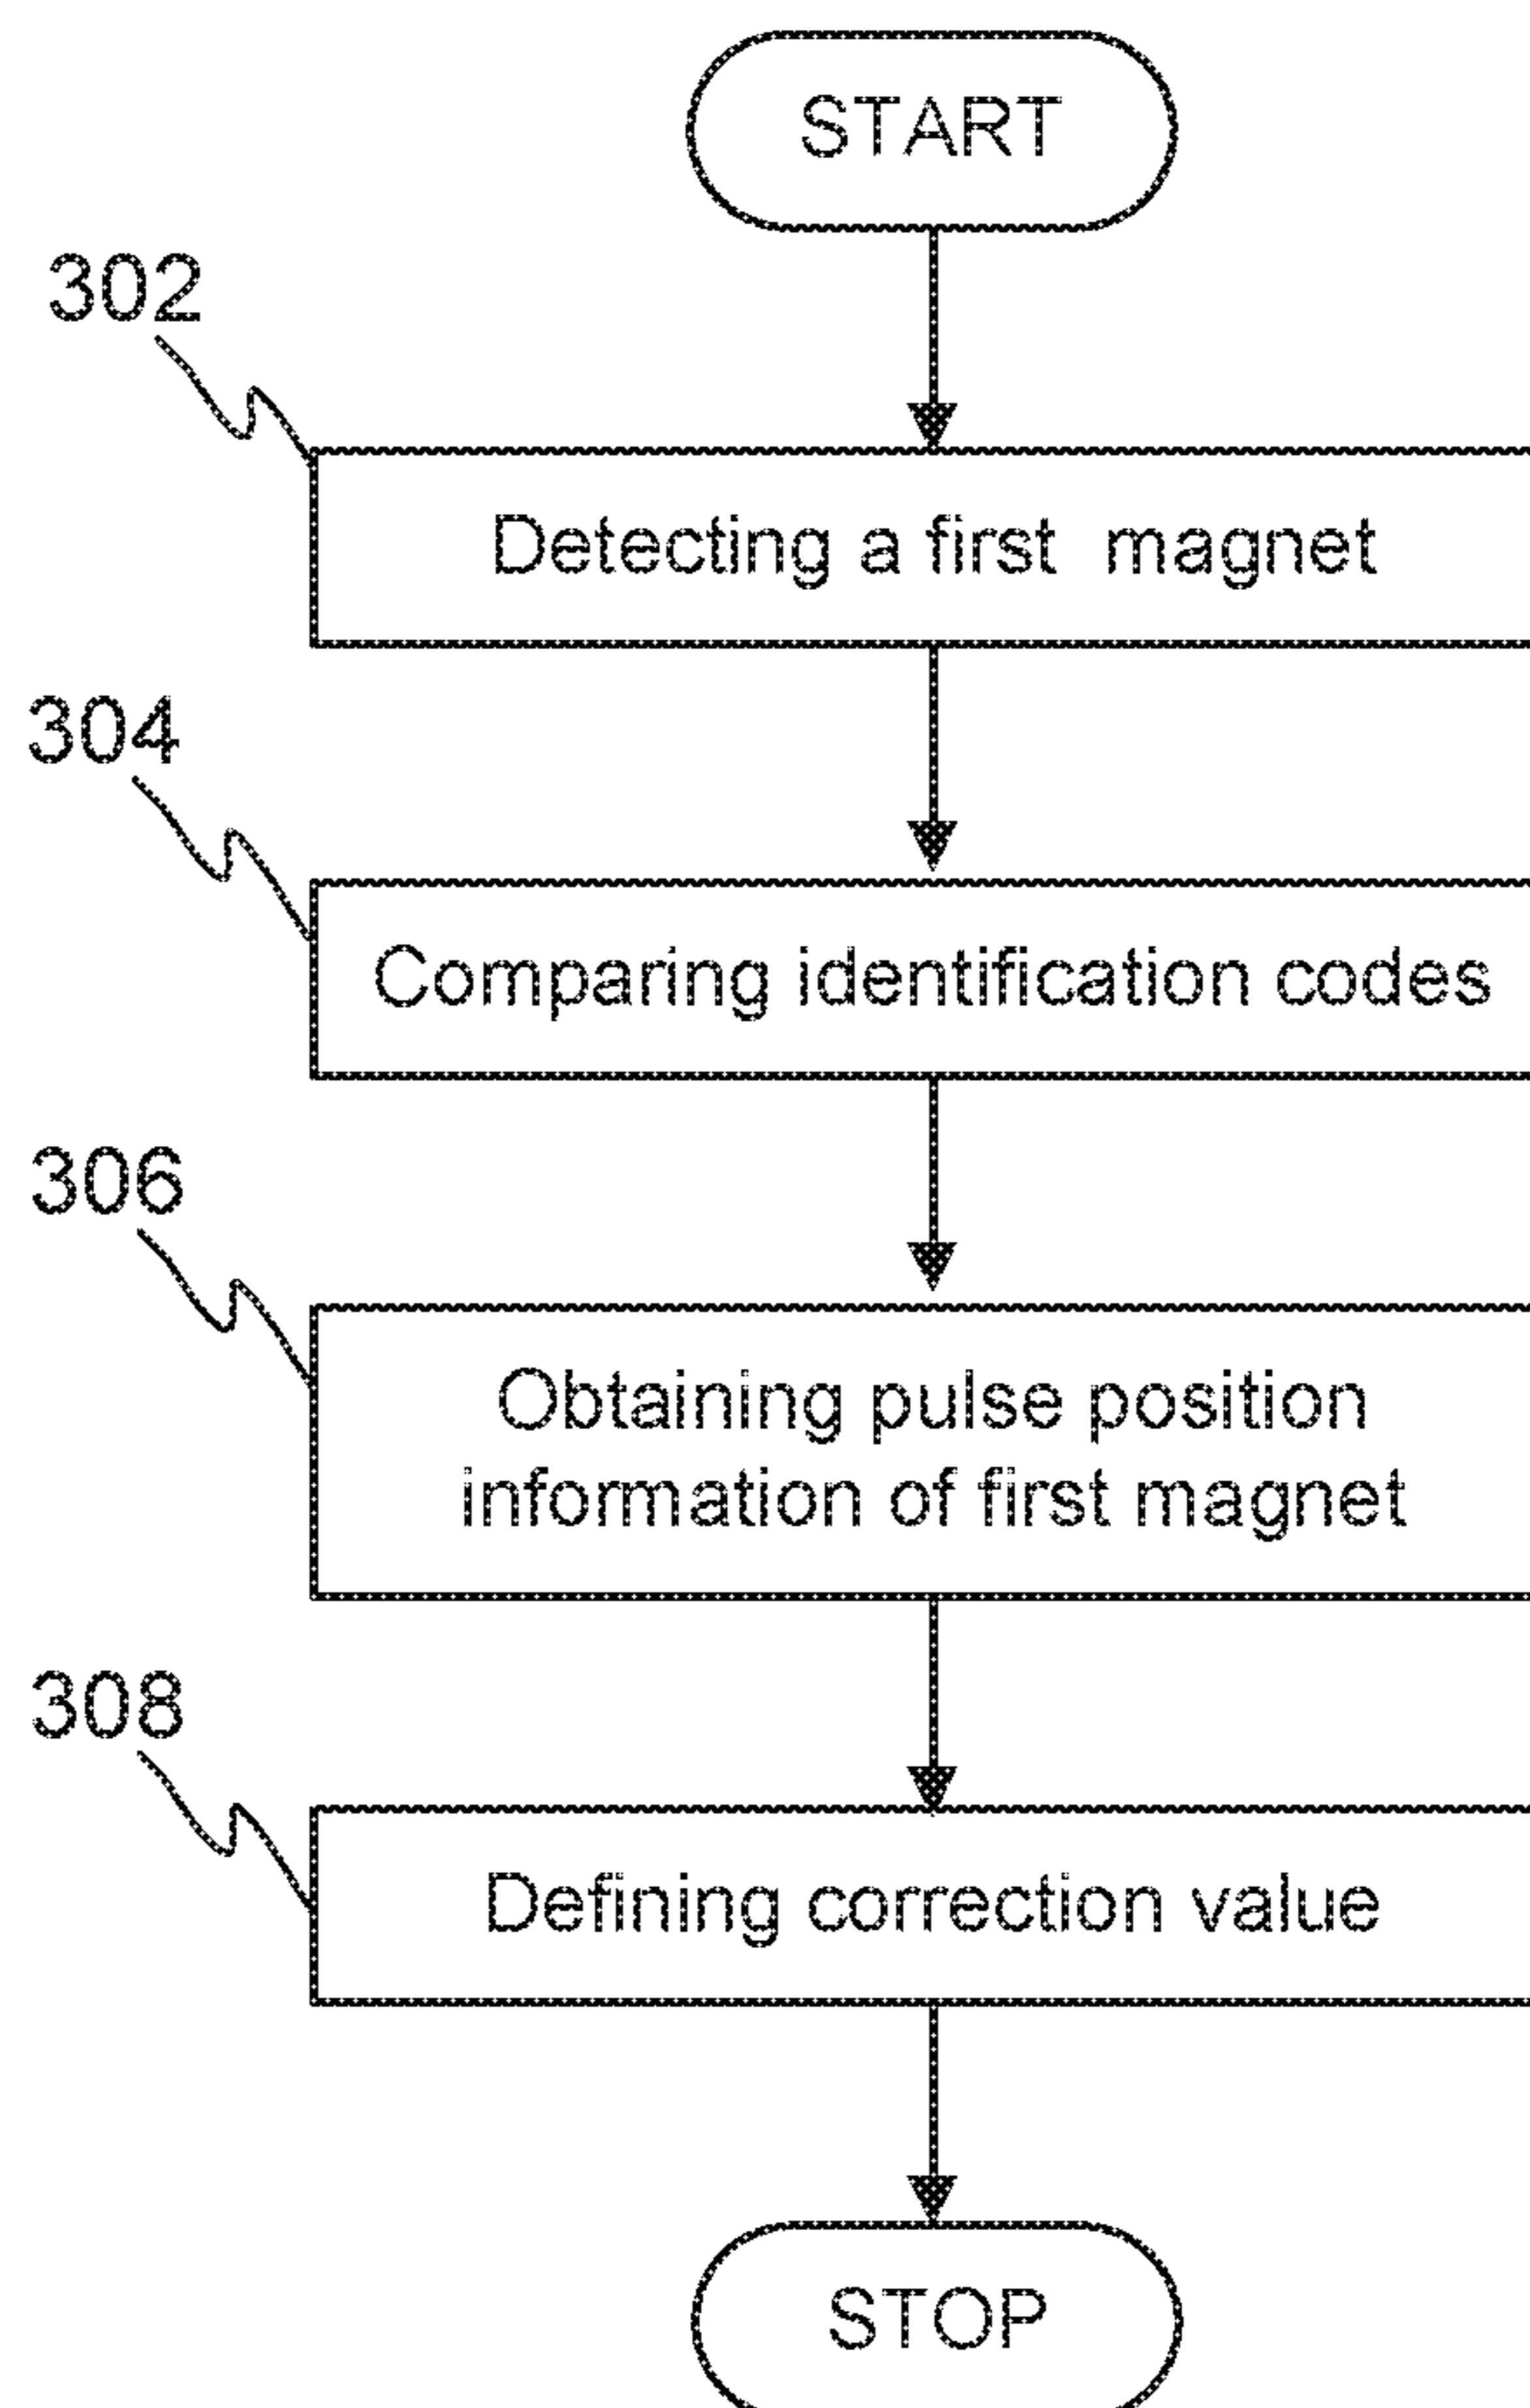 START
302
Detecting a first magnet
304
Comparing identification codes
306
Obtaining pulse position
information of first magnet
308
Defining correction value
STOP